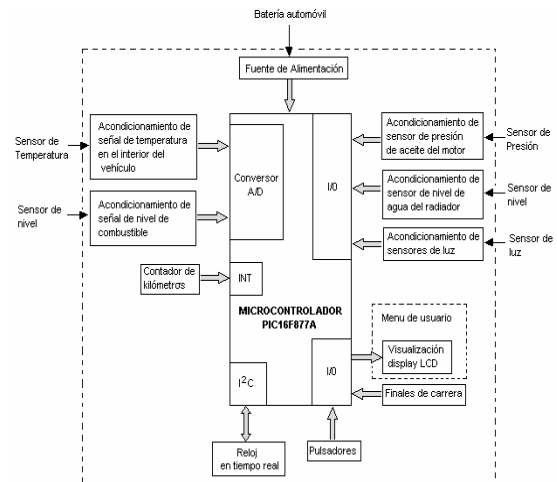 Batería automóvil
Fuente de Alimentación
Sensor de
Temperatura
Acondicionamiento de
señal de temperatura
en el interior del
vehículo
Conversor
A/D
I/0
Acondicionamiento de
sensor de presión
de aceite del motor
Sensor de
Presión
Sensor de
nivel
Acondicionamiento de
señal de nivel de
combustible
Acondicionamiento de
sensor de nivel de
agua del radiador
Sensor de
nivel
Acondicionamiento de
sensores de luz
Sensor de
luz
Contador de
kilómetros
INT
MICROCONTROLADOR
PIC16F877A
Menu de usuario
Visualización
display LCD
I²C
I/0
Finales de carrera
Reloj
en tiempo real
Pulsadores